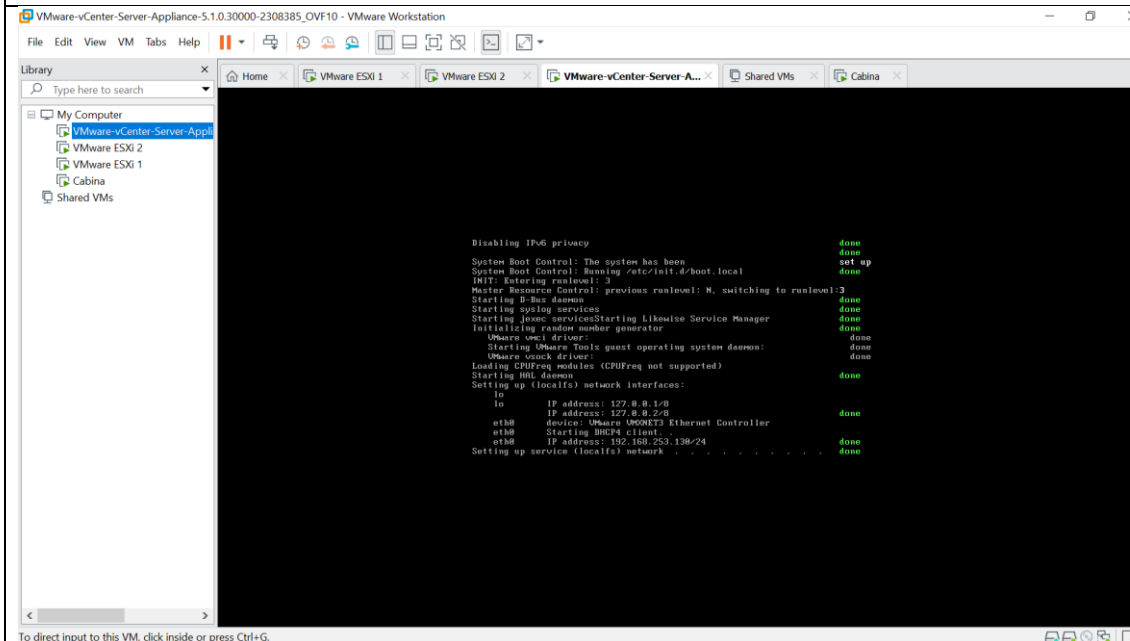 VMware-vCenter-Server-Appliance-5.1.0.30000-2308385_OVF10 - VMware Workstation
File Edit View VM Tabs Help
Library
Type here to search
My Computer
VMware-vCenter-Server-Appli
VMware ESXi 2
VMware ESXi 1
Cabina
Shared VMs
Home VMware ESXi 1 VMware ESXi 2 VMware-vCenter-Server-A... Shared VMs Cabina
Disabling IPv6 privacy done
done
System Boot Control: The system has been set up
System Boot Control: Running /etc/init.d/boot.local done
INIT: Entering runlevel: 3
Master Resource Control: previous runlevel: N, switching to runlevel:3
Starting D-Bus daemon done
Starting syslog services done
Starting jexec servicesStarting Likewise Service Manager done
Initializing random number generator done
VMware vmci driver: done
Starting VMware Tools guest operating system daemon: done
VMware vsock driver: done
Loading CPUFreq modules (CPUFreq not supported)
Starting HAL daemon done
Setting up (localfs) network interfaces:
lo
lo IP address: 127.0.0.1/8
IP address: 127.0.0.2/8 done
eth0 device: VMware VMXNET3 Ethernet Controller
eth0 Starting DHCP4 client. .
eth0 IP address: 192.168.253.130/24 done
Setting up service (localfs) network . . . . . . . . . . done
To direct input to this VM, click inside or press Ctrl+G.